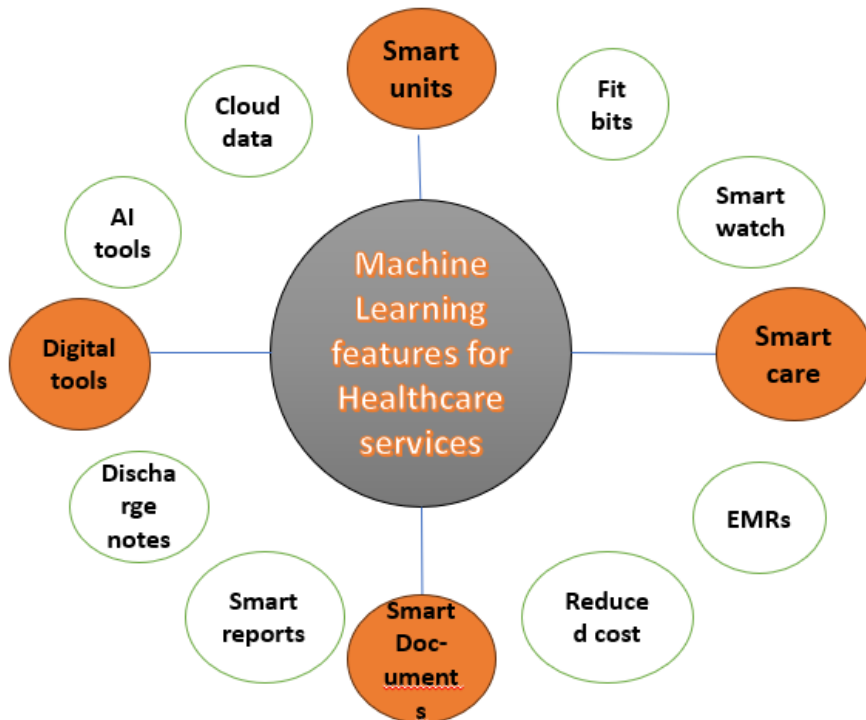 Smart
units
Cloud
data
Fit
bits
AI
tools
Smart
watch
Machine
Learning
features for
Healthcare
services
Digital
tools
Smart
care
Discha
rge
notes
EMRs
Smart
reports
Smart
Doc-
ument
s
Reduce
d cost